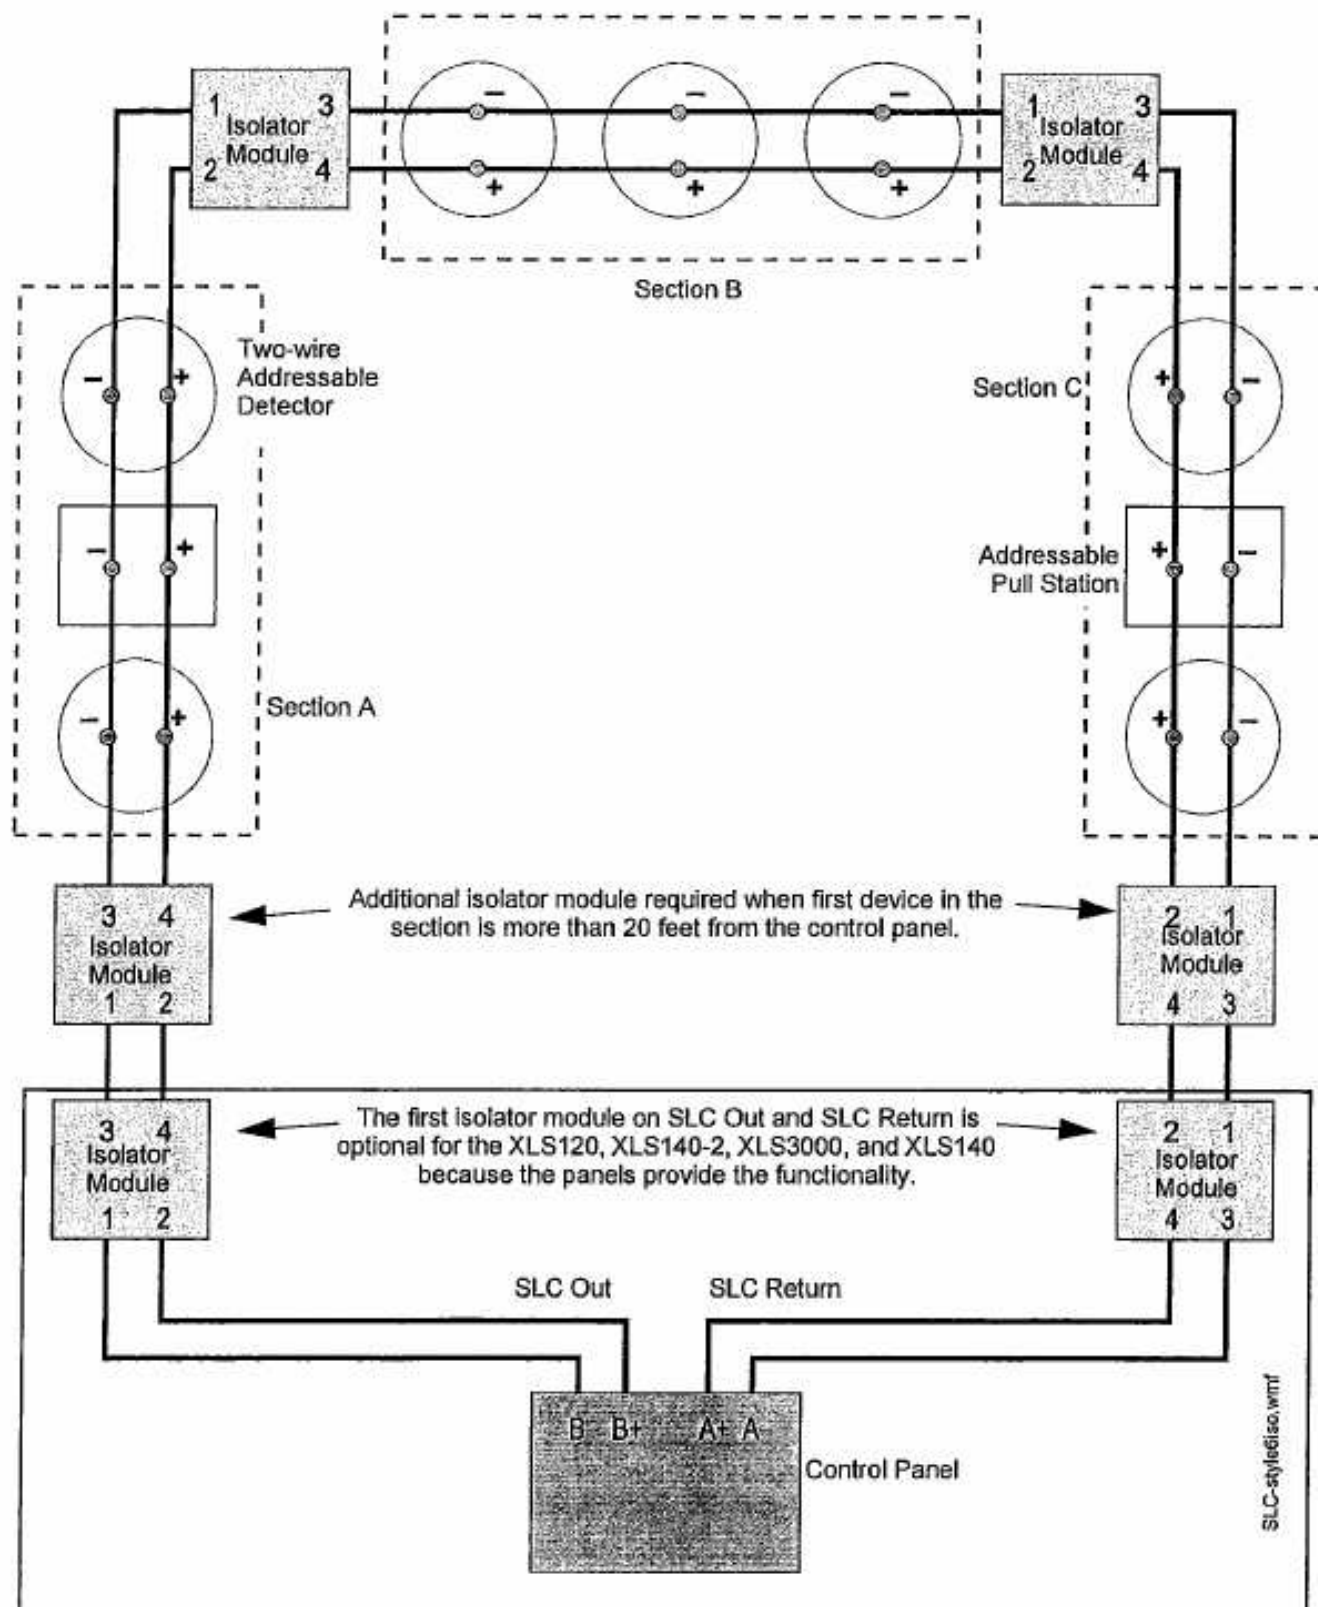 1 3
Isolator
Module
2 4
− − −
+ + +
1 3
Isolator
Module
2 4
Section B
Two-wire
Addressable
Detector
− +
− +
Section A
− +
Section C
+ −
Addressable
Pull Station
+ −
+ −
3 4
Isolator
Module
1 2
Additional isolator module required when first device in the
section is more than 20 feet from the control panel.
2 1
Isolator
Module
4 3
3 4
Isolator
Module
1 2
The first isolator module on SLC Out and SLC Return is
optional for the XLS120, XLS140-2, XLS3000, and XLS140
because the panels provide the functionality.
2 1
Isolator
Module
4 3
SLC Out SLC Return
B B+ A+ A
Control Panel
SLC-style6iso.wmf